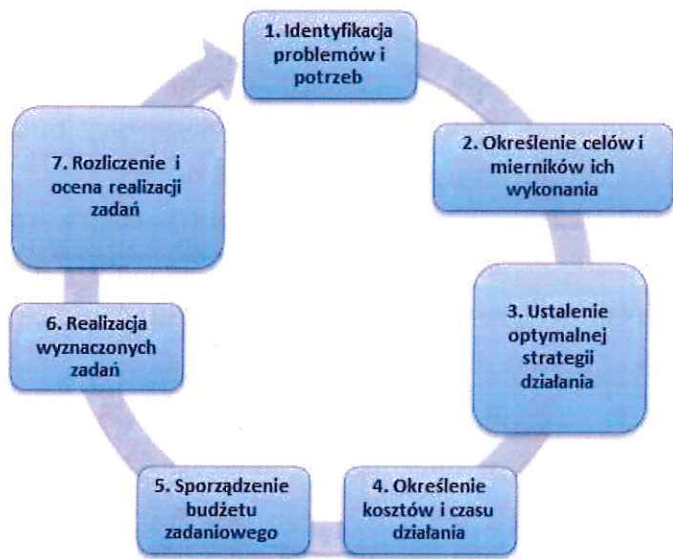 1. Identyfikacja
problemów i
potrzeb
2. Określenie celów i
mierników ich
wykonania
3. Ustalenie
optymalnej
strategii
działania
4. Określenie
kosztów i czasu
działania
5. Sporządzenie
budżetu
zadaniowego
6. Realizacja
wyznaczonych
zadań
7. Rozliczenie i
ocena realizacji
zadań